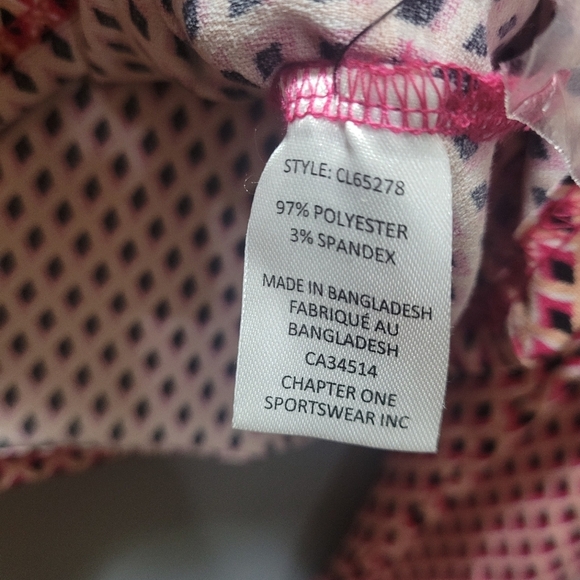 STYLE: CL65278
97% POLYESTER
3% SPANDEX
MADE IN BANGLADESH
FABRIQUÉ AU
BANGLADESH
CA34514
CHAPTER ONE
SPORTSWEAR INC